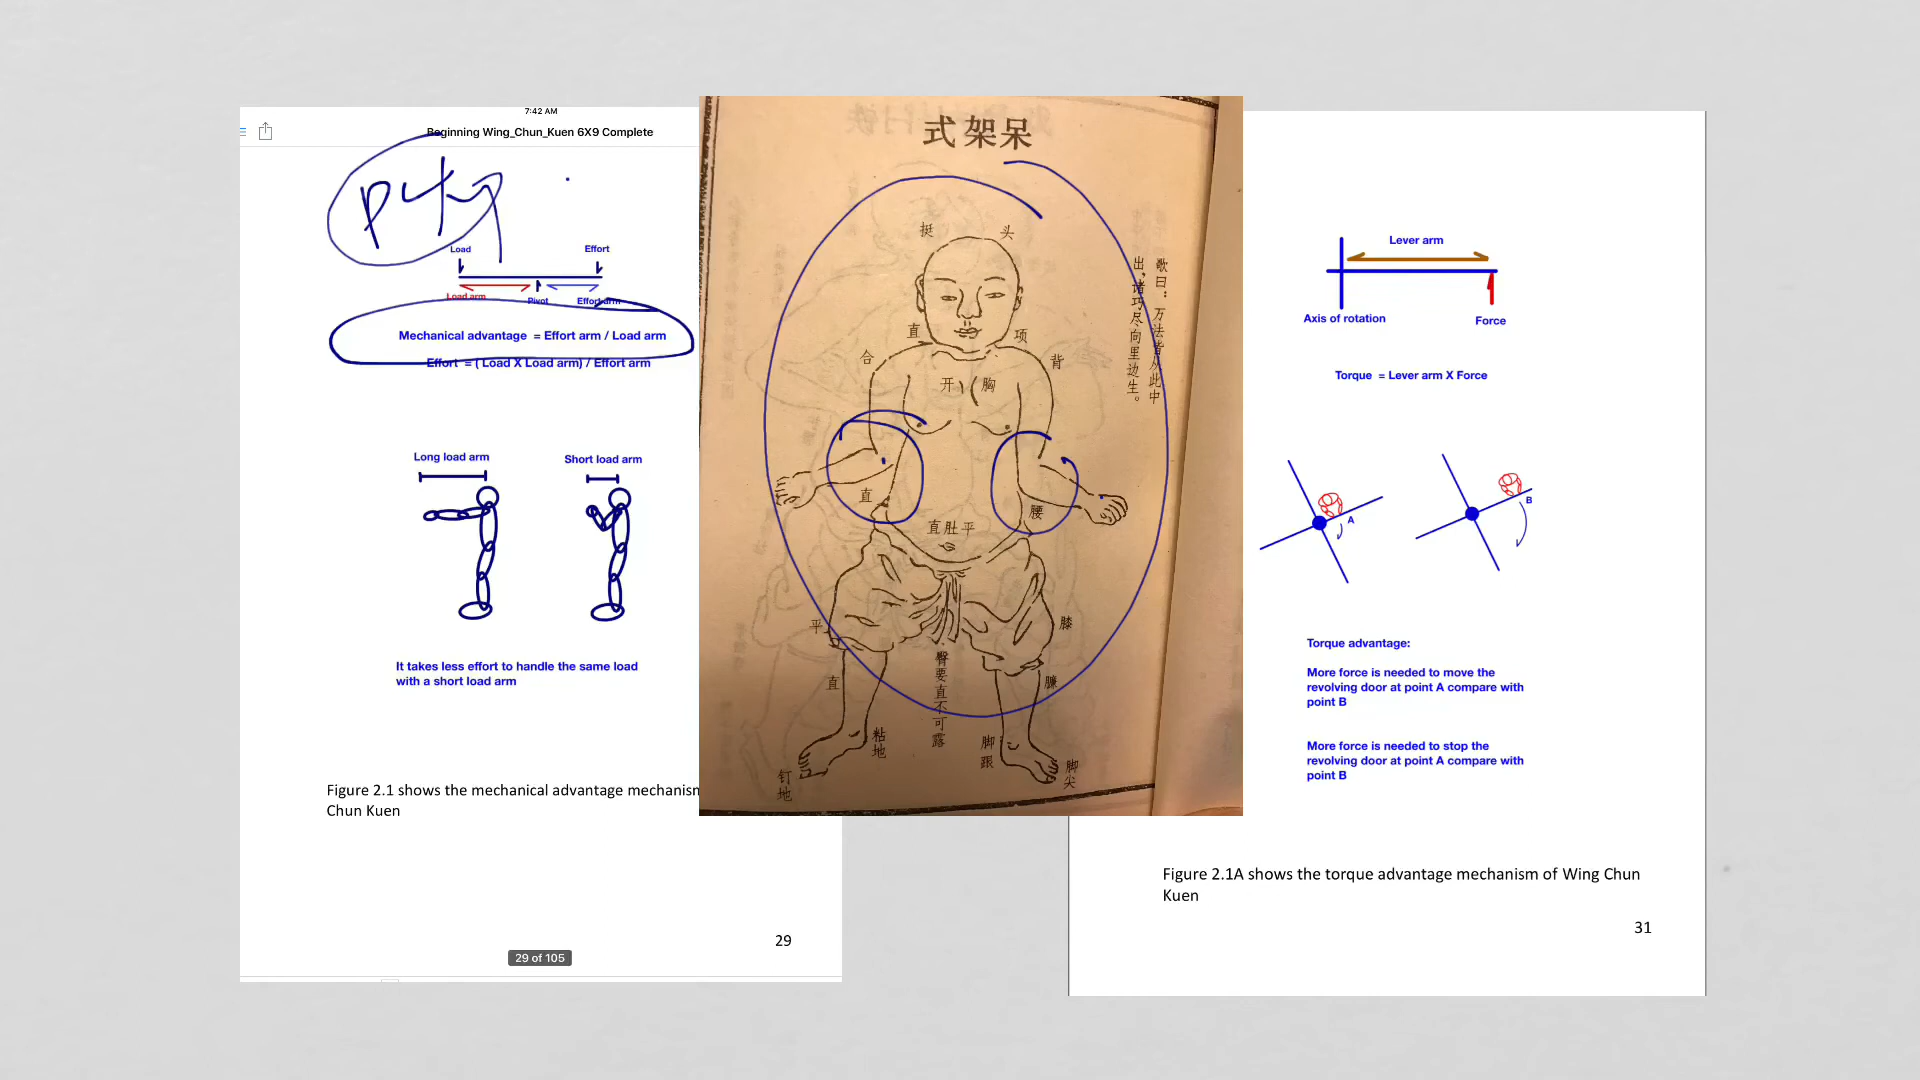 7:42 AM
Beginning Wing_Chun_Kuen 6X9 Complete
Load
Effort
Load arm
Pivot
Effort arm
Mechanical advantage = Effort arm / Load arm
Effort = ( Load X Load arm) / Effort arm
Long load arm
Short load arm
It takes less effort to handle the same load
with a short load arm
Figure 2.1 shows the mechanical advantage mechanism
Chun Kuen
29
29 of 105
式架呆
挺
头
歌曰：万法皆从此中
出，诸巧尽向里边生。
直
项
合
背
开
胸
直
腰
直肚平
平
膝
臀要直不可露
直
臁
粘地
脚跟
钉地
脚尖
Lever arm
Axis of rotation
Force
Torque = Lever arm X Force
A
B
Torque advantage:
More force is needed to move the
revolving door at point A compare with
point B
More force is needed to stop the
revolving door at point A compare with
point B
Figure 2.1A shows the torque advantage mechanism of Wing Chun
Kuen
31